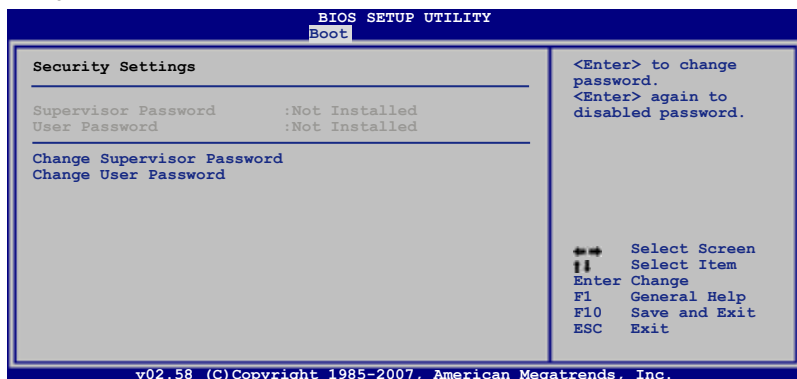 BIOS SETUP UTILITY
Boot
Security Settings
Supervisor Password :Not Installed
User Password :Not Installed
Change Supervisor Password
Change User Password
<Enter> to change
password.
<Enter> again to
disabled password.
Select Screen
Select Item
Enter Change
F1 General Help
F10 Save and Exit
ESC Exit
v02.58 (C)Copyright 1985-2007, American Megatrends, Inc.